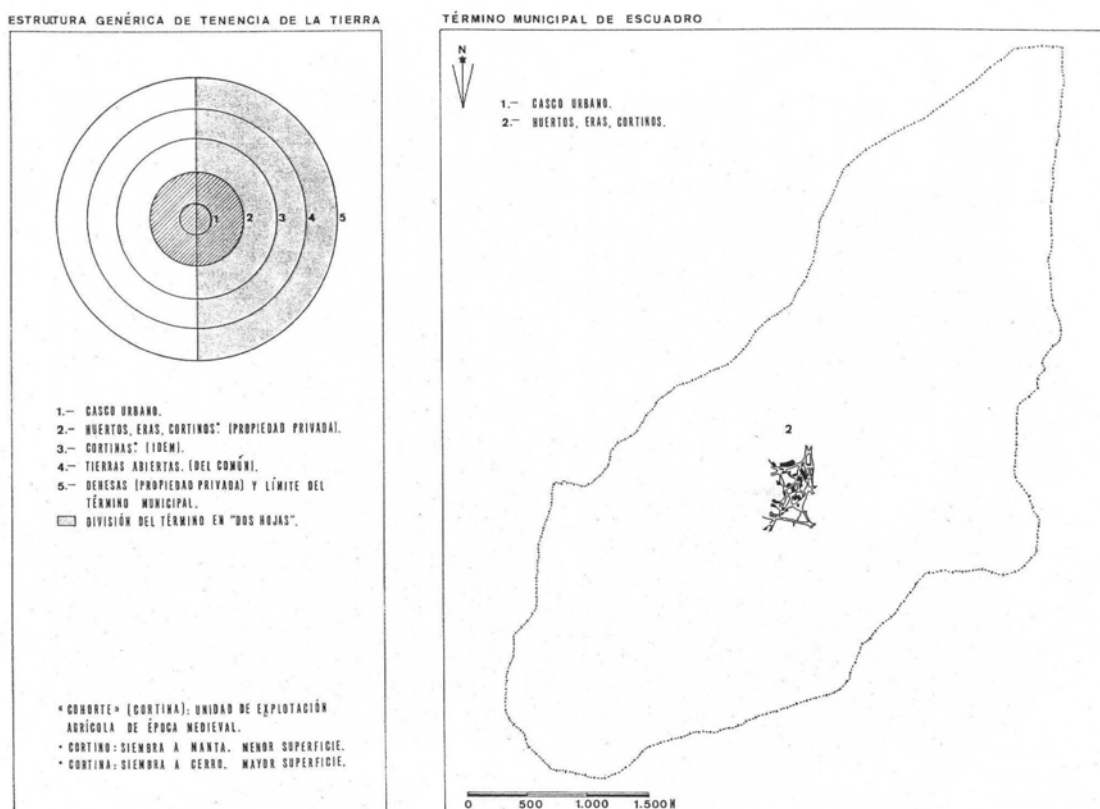 ESTRUTURA GENÉRICA DE TENENCIA DE LA TIERRA
1 2 3 4 5
1.— CASCO URBANO.
2.— HUERTOS, ERAS, CORTINOS.* (PROPIEDAD PRIVADA).
3.— CORTINAS.* (IDEM).
4.— TIERRAS ABIERTAS. (DEL COMÚN).
5.— DEHESAS (PROPIEDAD PRIVADA) Y LÍMITE DEL
TÉRMINO MUNICIPAL.
DIVISIÓN DEL TÉRMINO EN "DOS HOJAS".
«COHORTE» (CORTINA): UNIDAD DE EXPLOTACIÓN
AGRÍCOLA DE ÉPOCA MEDIEVAL.
* CORTINO: SIEMBRA A MANTA. MENOR SUPERFICIE.
* CORTINA: SIEMBRA A CERRO. MAYOR SUPERFICIE.
TÉRMINO MUNICIPAL DE ESCUADRO
N
1.— CASCO URBANO.
2.— HUERTOS, ERAS, CORTINOS.
2
0 500 1.000 1.500 M